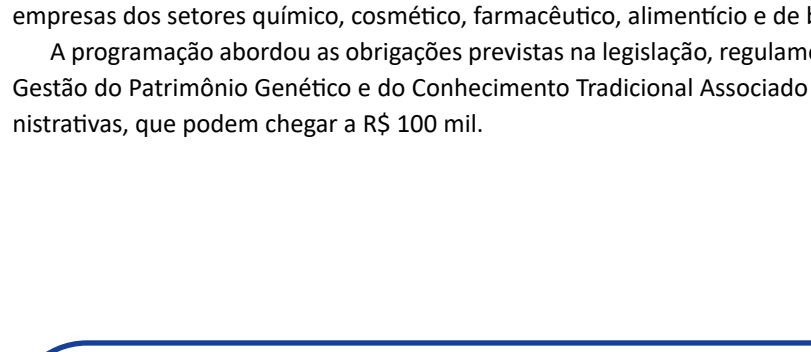 empresas dos setores químico, cosmético, farmacêutico, alimentício e de
A programação abordou as obrigações previstas na legislação,
Gestão do Patrimônio Genético e do Conhecimento Tradicional Associado
nistrativas, que podem chegar a R$ 100 mil.